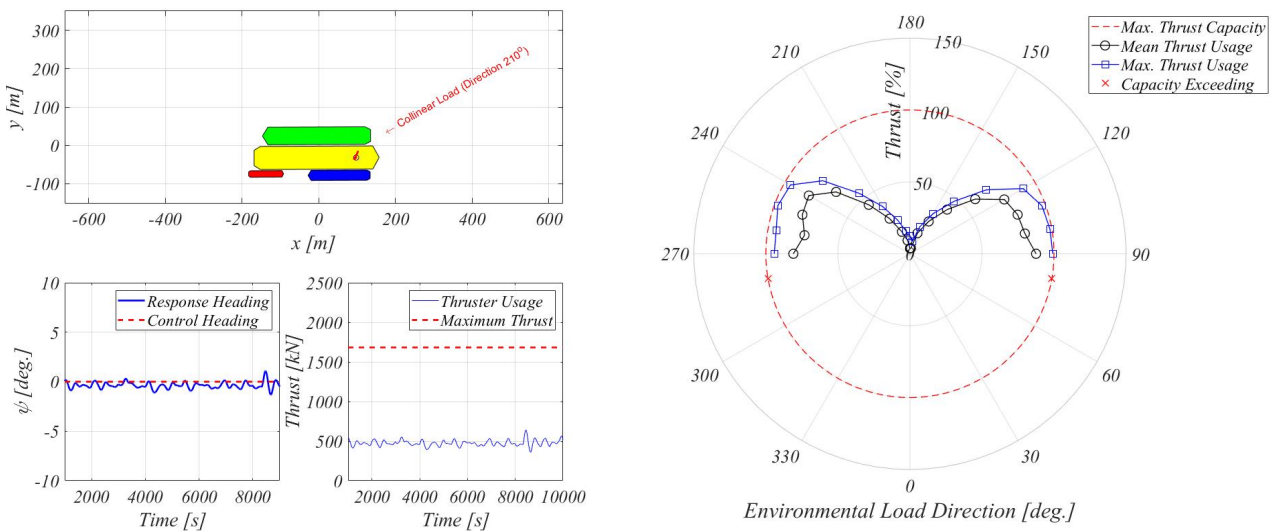 300
200
100
0
-100
y [m]
-600
-400
-200
0
200
400
600
x [m]
← Collinear Load (Direction 210°)
10
5
0
-5
-10
ψ [deg.]
2000
4000
6000
8000
Time [s]
Response Heading
Control Heading
2500
2000
1500
1000
500
0
Thrust [kN]
2000
4000
6000
8000
10000
Time [s]
Thruster Usage
Maximum Thrust
180
150
120
90
60
30
0
330
300
270
240
210
150
100
50
0
Thrust [%]
Environmental Load Direction [deg.]
Max. Thrust Capacity
Mean Thrust Usage
Max. Thrust Usage
Capacity Exceeding